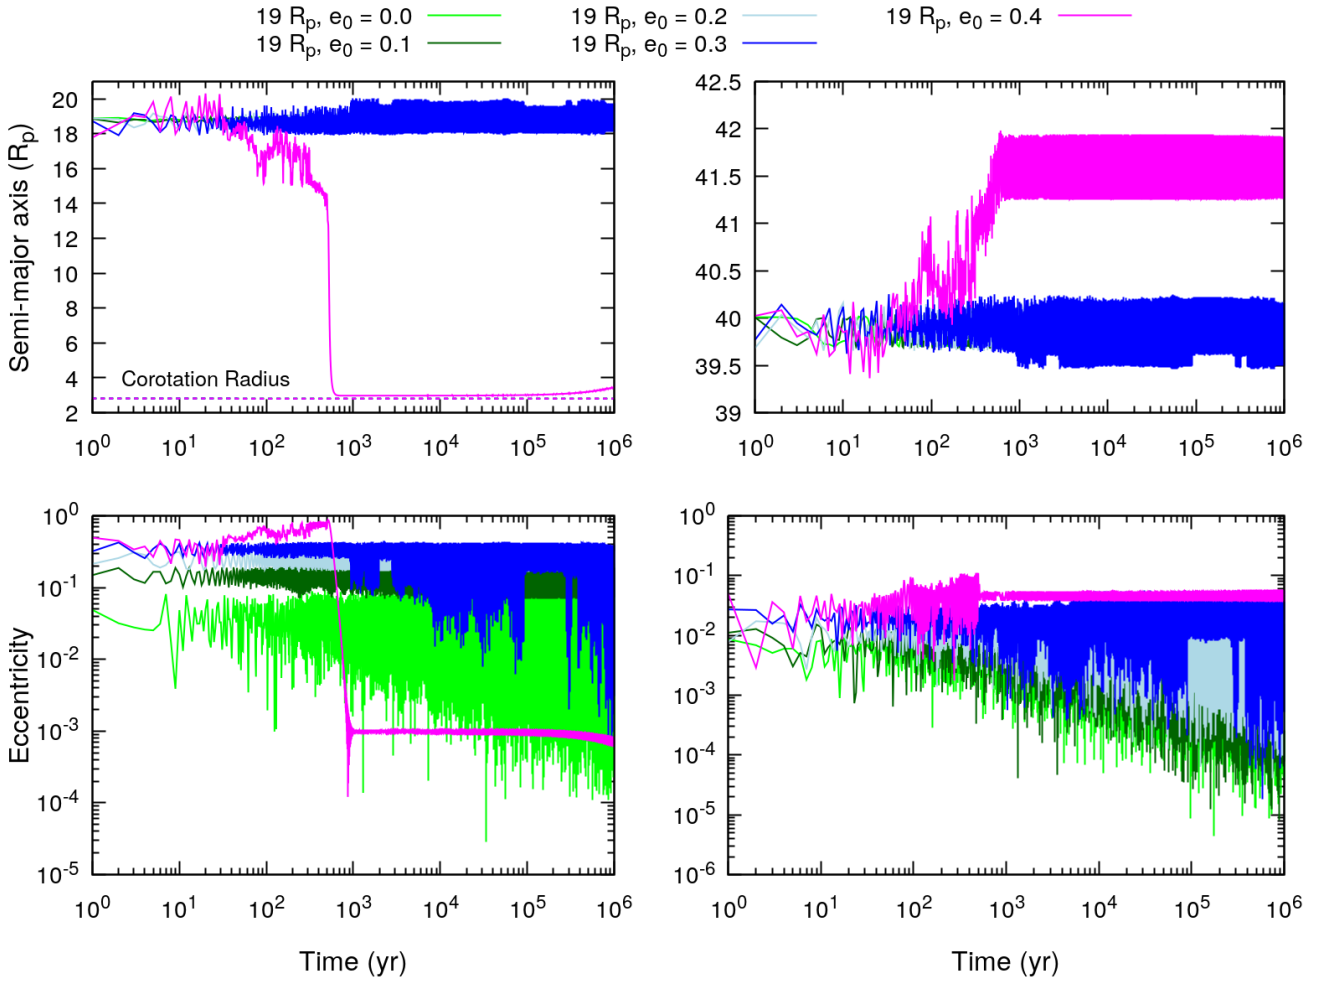 19 Rp, e0 = 0.0
19 Rp, e0 = 0.2
19 Rp, e0 = 0.4
19 Rp, e0 = 0.1
19 Rp, e0 = 0.3
Semi-major axis (Rp)
20
18
16
14
12
10
8
6
4
2
Corotation Radius
10^0 10^1 10^2 10^3 10^4 10^5 10^6
42.5
42
41.5
41
40.5
40
39.5
39
10^0 10^1 10^2 10^3 10^4 10^5 10^6
Eccentricity
10^0
10^-1
10^-2
10^-3
10^-4
10^-5
10^0 10^1 10^2 10^3 10^4 10^5 10^6
Time (yr)
10^0
10^-1
10^-2
10^-3
10^-4
10^-5
10^-6
10^0 10^1 10^2 10^3 10^4 10^5 10^6
Time (yr)